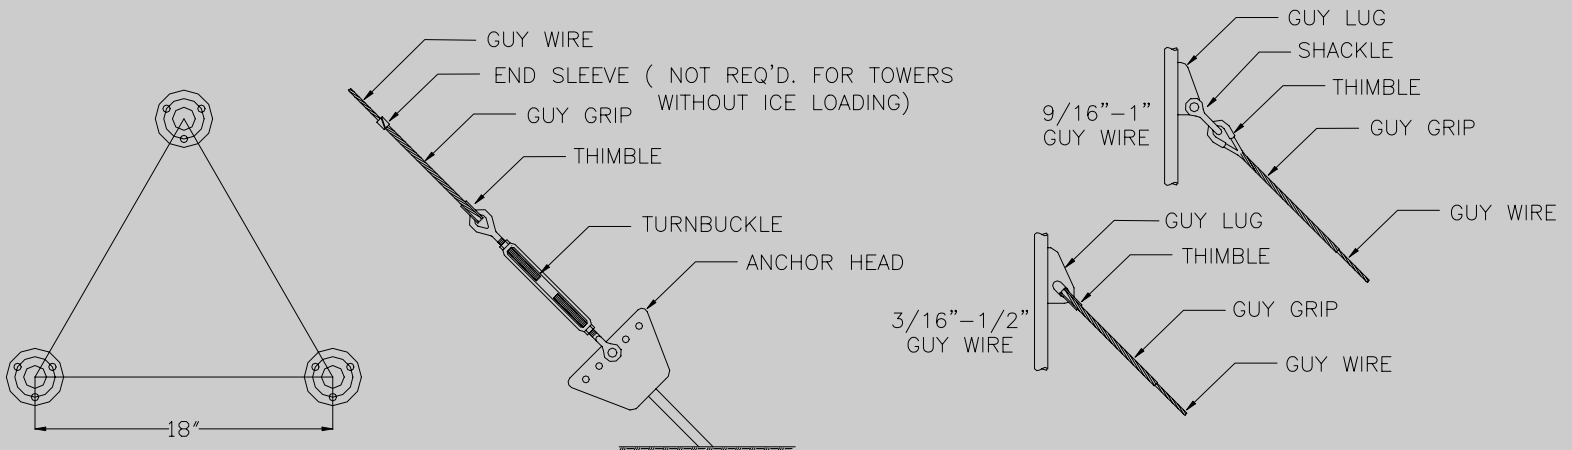 18"
GUY WIRE
END SLEEVE ( NOT REQ'D. FOR TOWERS
WITHOUT ICE LOADING)
GUY GRIP
THIMBLE
TURNBUCKLE
ANCHOR HEAD
GUY LUG
SHACKLE
THIMBLE
9/16"-1"
GUY WIRE
GUY GRIP
GUY WIRE
GUY LUG
THIMBLE
3/16"-1/2"
GUY WIRE
GUY GRIP
GUY WIRE